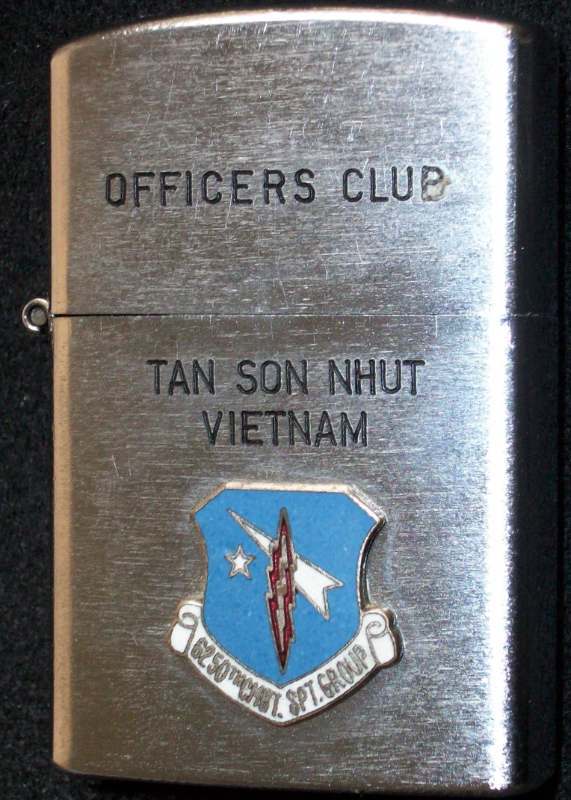 OFFICERS CLUB
TAN SON NHUT
VIETNAM
6250TH CMBT. SPT. GROUP